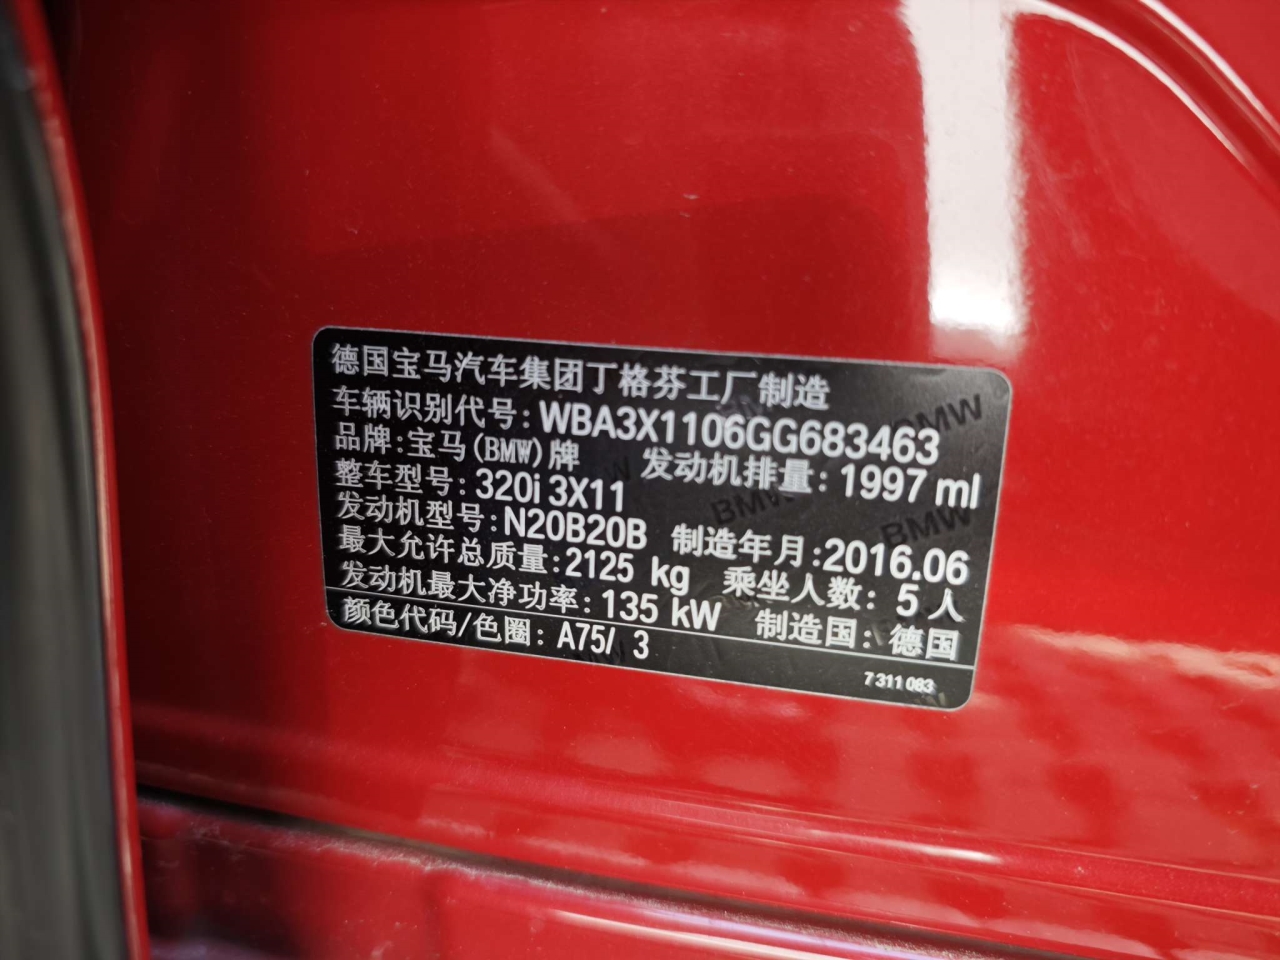 德国宝马汽车集团丁格芬工厂制造
车辆识别代号:WBA3X1106GG683463
品牌:宝马(BMW)牌 发动机排量:1997 ml
整车型号:320i 3X11
发动机型号:N20B20B 制造年月:2016.06
最大允许总质量:2125 kg 乘坐人数:5人
发动机最大净功率:135 kW 制造国:德国
颜色代码/色圈:A75/ 3
7 311 083